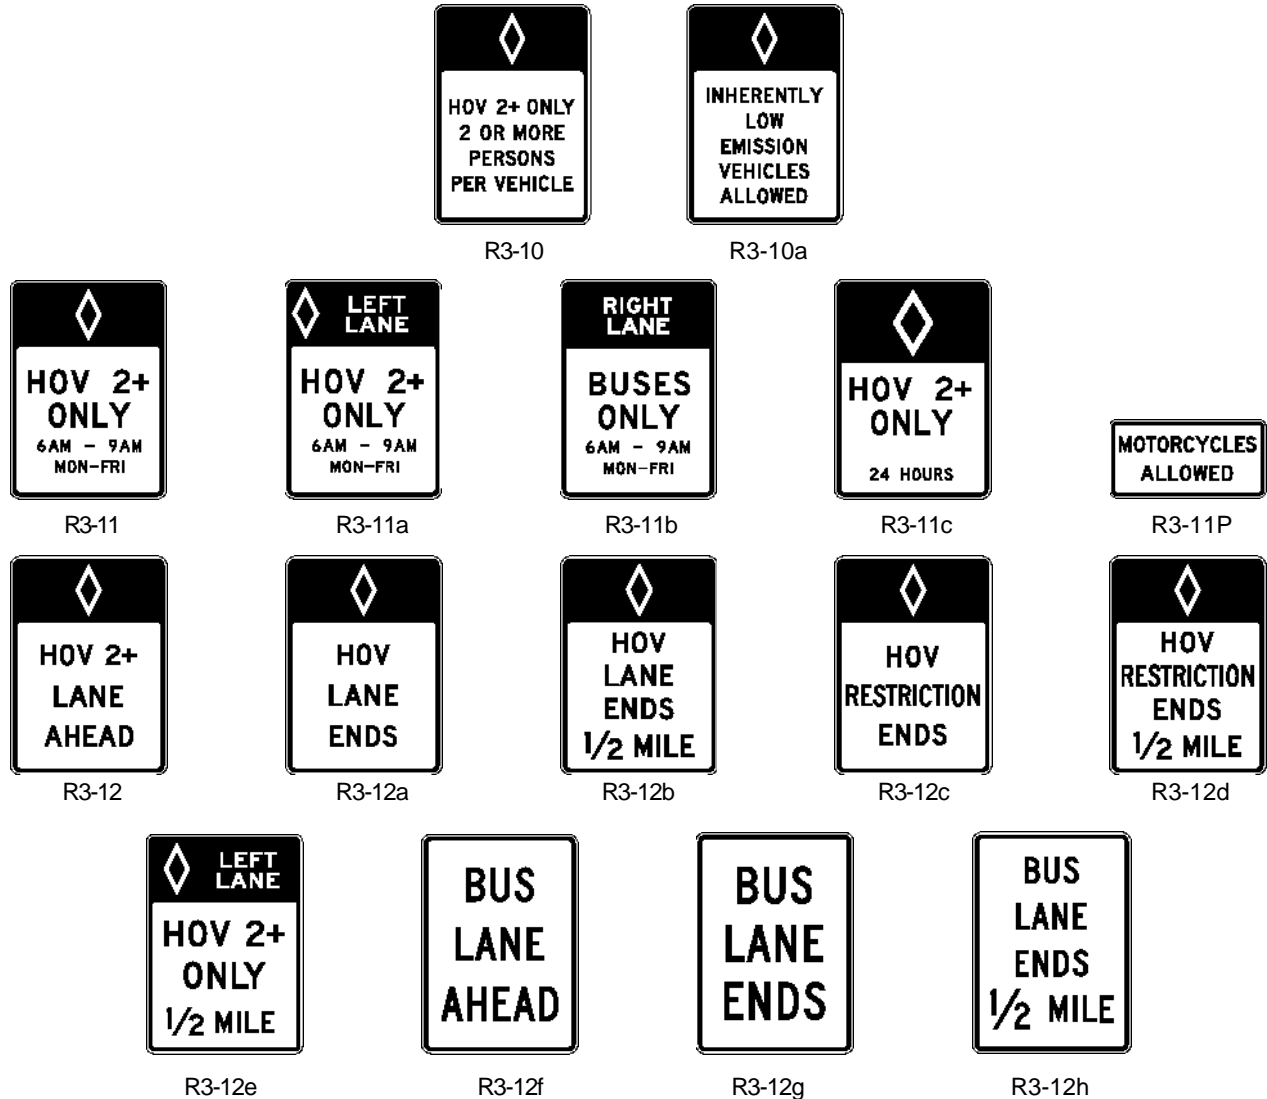 HOV 2+ ONLY
2 OR MORE
PERSONS
PER VEHICLE
R3-10
INHERENTLY
LOW
EMISSION
VEHICLES
ALLOWED
R3-10a
HOV 2+
ONLY
6AM - 9AM
MON-FRI
R3-11
LEFT
LANE
HOV 2+
ONLY
6AM - 9AM
MON-FRI
R3-11a
RIGHT
LANE
BUSES
ONLY
6AM - 9AM
MON-FRI
R3-11b
HOV 2+
ONLY
24 HOURS
R3-11c
MOTORCYCLES
ALLOWED
R3-11P
HOV 2+
LANE
AHEAD
R3-12
HOV
LANE
ENDS
R3-12a
HOV
LANE
ENDS
1/2 MILE
R3-12b
HOV
RESTRICTION
ENDS
R3-12c
HOV
RESTRICTION
ENDS
1/2 MILE
R3-12d
LEFT
LANE
HOV 2+
ONLY
1/2 MILE
R3-12e
BUS
LANE
AHEAD
R3-12f
BUS
LANE
ENDS
R3-12g
BUS
LANE
ENDS
1/2 MILE
R3-12h